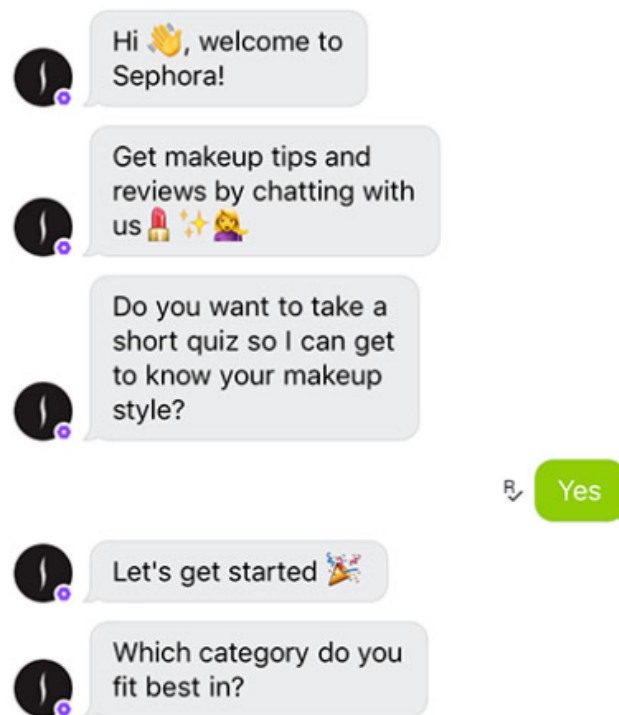 Hi 👋, welcome to
Sephora!
Get makeup tips and
reviews by chatting with
us💄✨💁‍♀️
Do you want to take a
short quiz so I can get
to know your makeup
style?
R
Yes
Let's get started 🎉
Which category do you
fit best in?